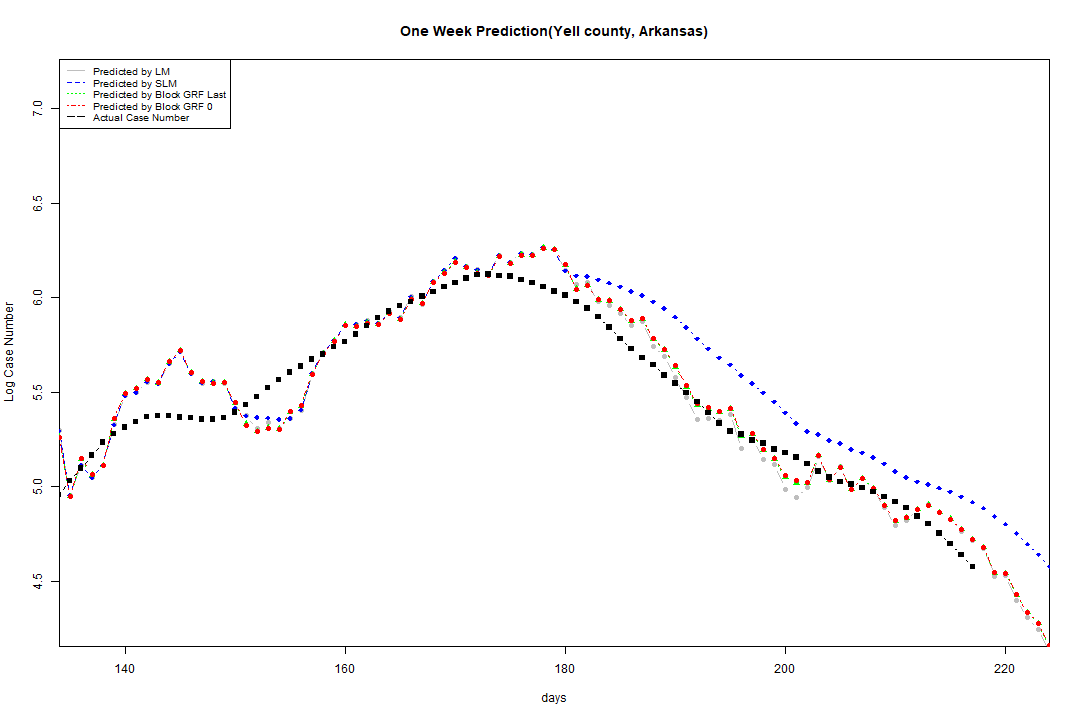 One Week Prediction(Yell county, Arkansas)
Predicted by LM
Predicted by SLM
Predicted by Block GRF Last
Predicted by Block GRF 0
Actual Case Number
Log Case Number
7.0
6.5
6.0
5.5
5.0
4.5
140 160 180 200 220
days